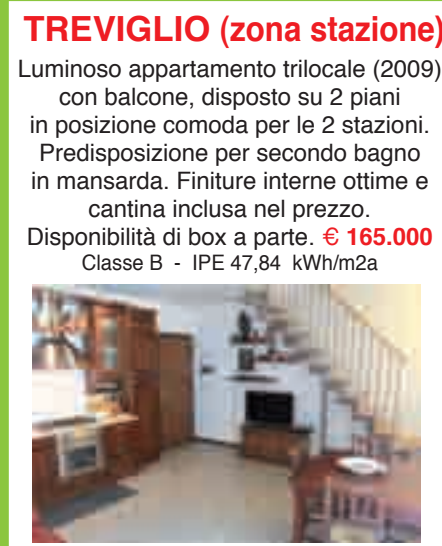 TREVIGLIO (zona stazione)
Luminoso appartamento trilocale (2009)
con balcone, disposto su 2 piani
in posizione comoda per le 2 stazioni.
Predisposizione per secondo bagno
in mansarda. Finiture interne ottime e
cantina inclusa nel prezzo.
Disponibilità di box a parte. € 165.000
Classe B - IPE 47,84 kWh/m2a